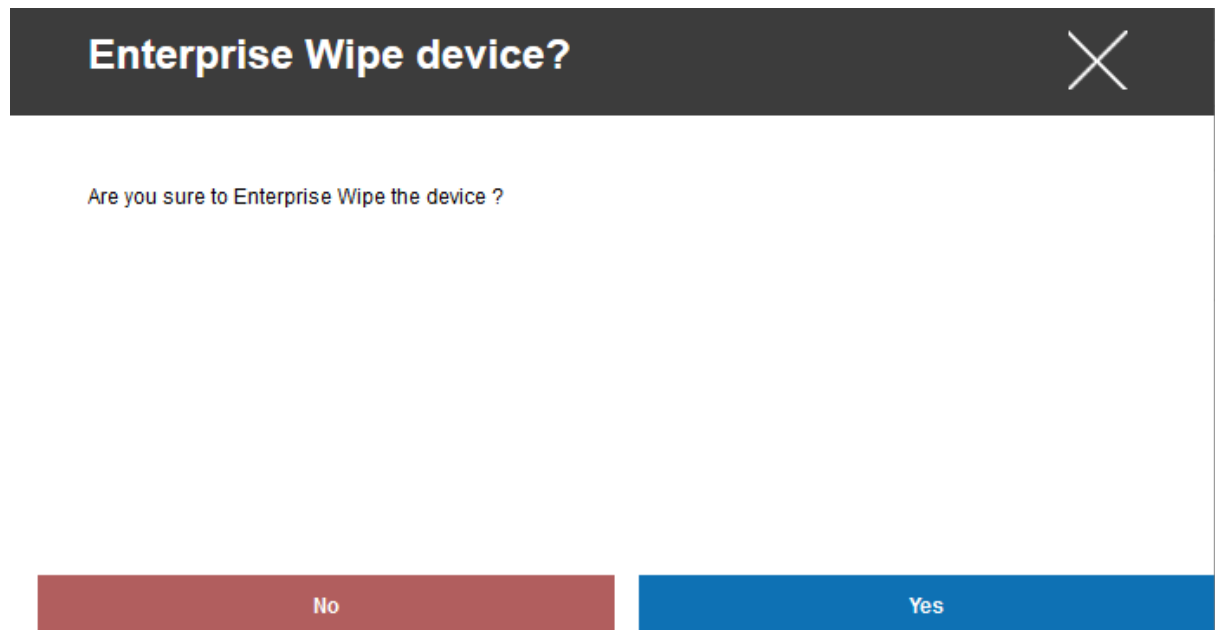 Enterprise Wipe device?
Are you sure to Enterprise Wipe the device ?
No
Yes